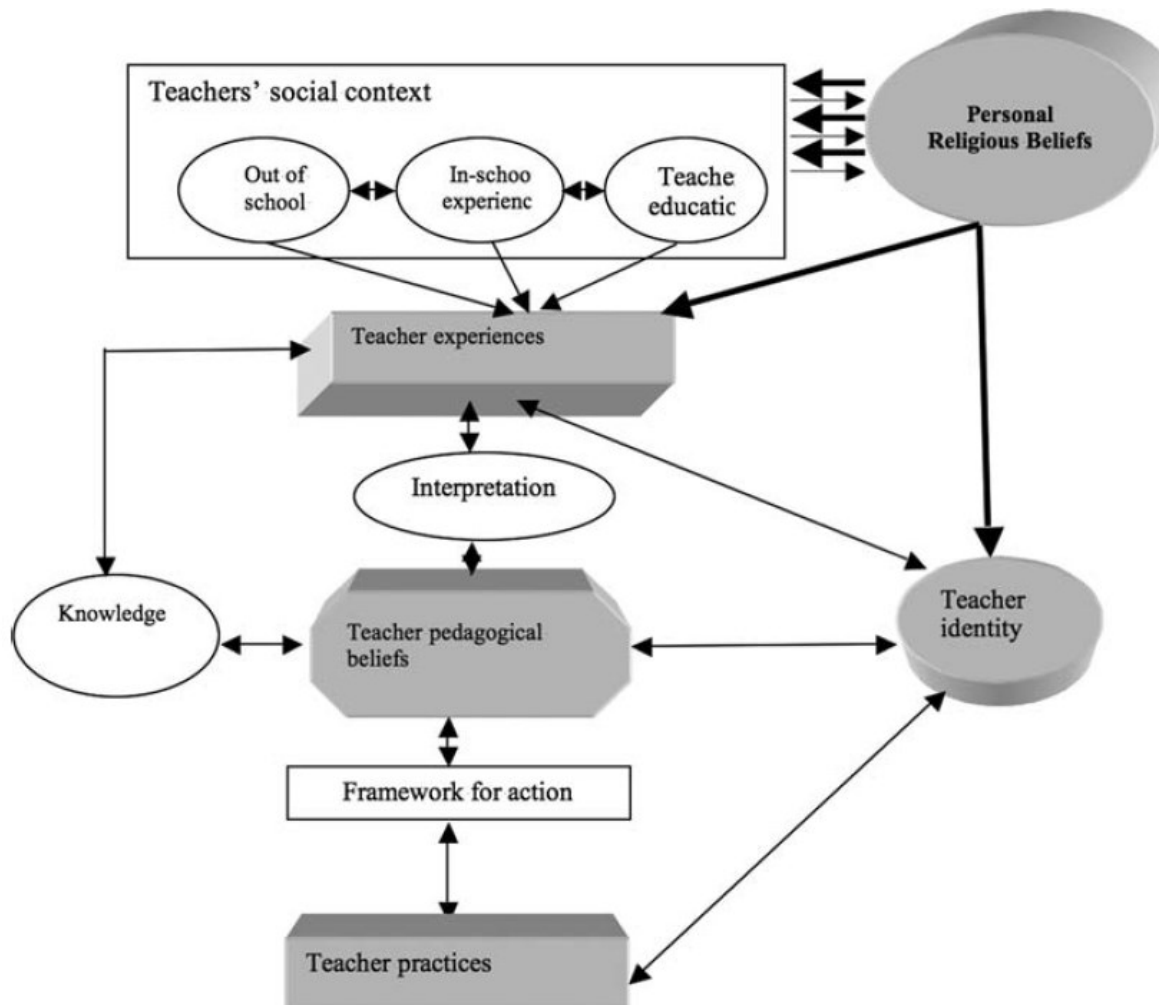 Teachers' social context
Personal
Religious Beliefs
Out of
school
In-schoo
experienc
Teache
educatic
Teacher experiences
Interpretation
Knowledge
Teacher pedagogical
beliefs
Teacher
identity
Framework for action
Teacher practices